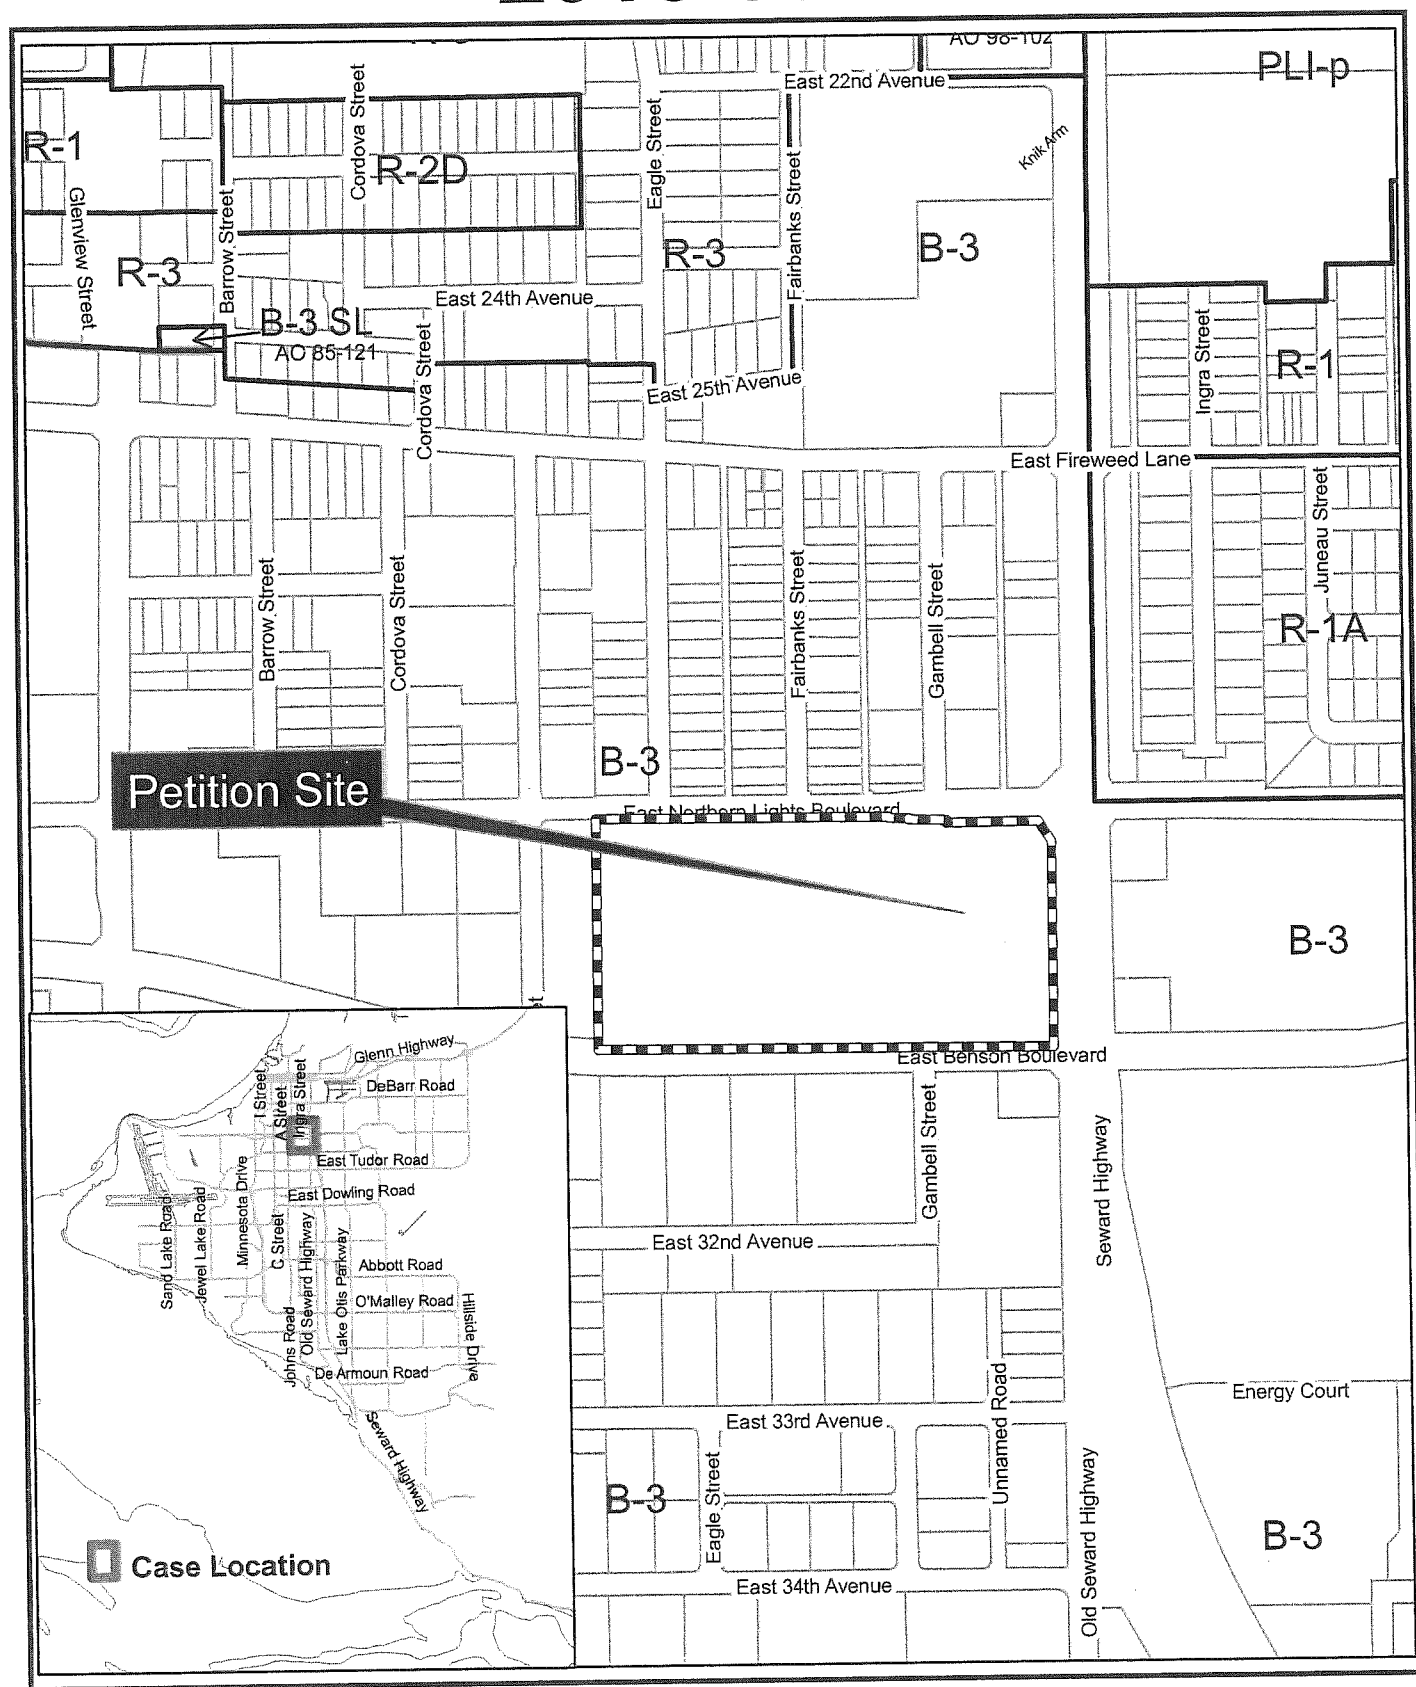 AO 98-102
PLI-p
East 22nd Avenue
R-1
Cordova Street
R-2D
Eagle Street
Fairbanks Street
Knik Arm
Glenview Street
Barrow Street
R-3
R-3
B-3
East 24th Avenue
B-3 SL
AO 85-121
Cordova Street
East 25th Avenue
Ingra Street
R-1
East Fireweed Lane
Juneau Street
Barrow Street
Cordova Street
Fairbanks Street
Gambell Street
R-1A
B-3
Petition Site
East Northern Lights Boulevard
B-3
East Benson Boulevard
Gambell Street
Seward Highway
East 32nd Avenue
Energy Court
East 33rd Avenue
Unnamed Road
B-3
Eagle Street
Old Seward Highway
B-3
East 34th Avenue
Glenn Highway
I Street
A Street
Ingra Street
DeBarr Road
East Tudor Road
Minnesota Drive
East Dowling Road
Sand Lake Road
Jewel Lake Road
C Street
Old Seward Highway
Lake Otis Parkway
Abbott Road
O'Malley Road
Hillside Drive
Johns Road
De Armoun Road
Seward Highway
Case Location